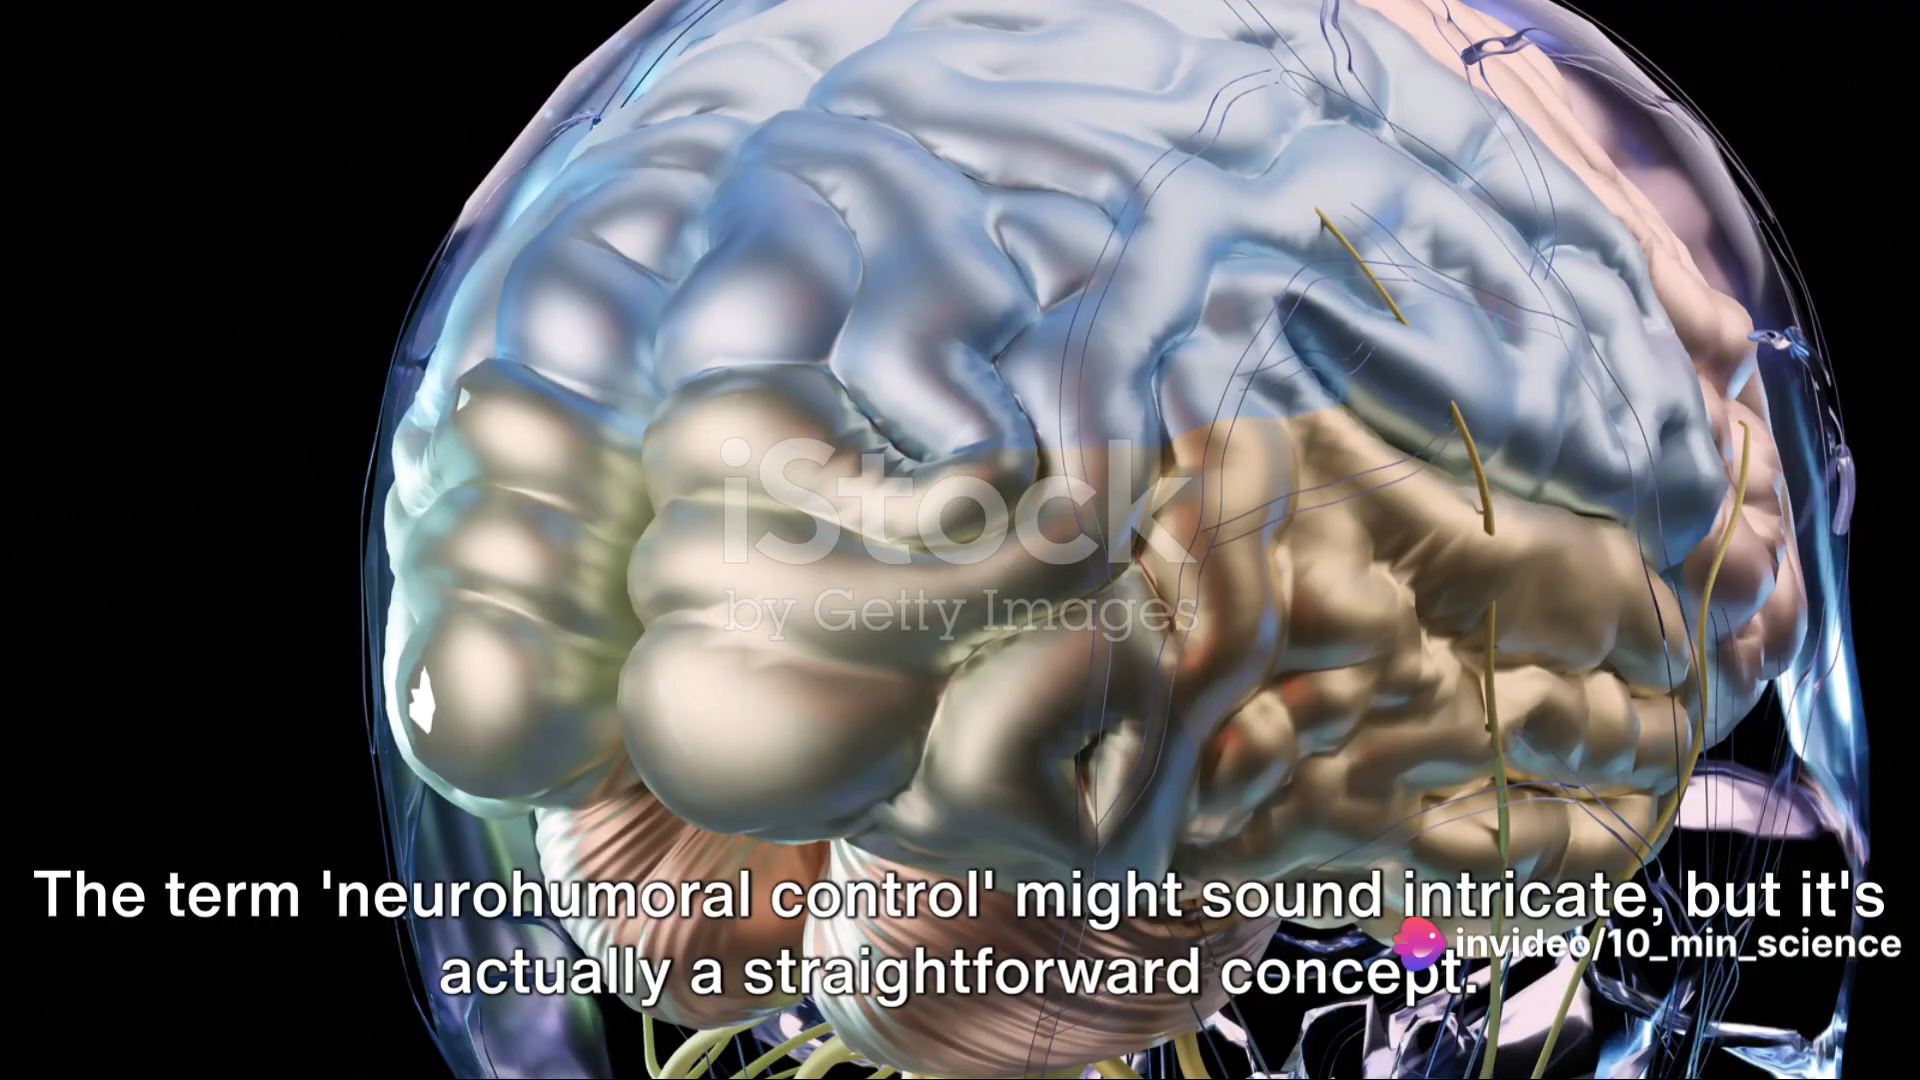 iStock
by Getty Images
The term 'neurohumoral control' might sound intricate, but it's
invideo/10_min_science
actually a straightforward concept.